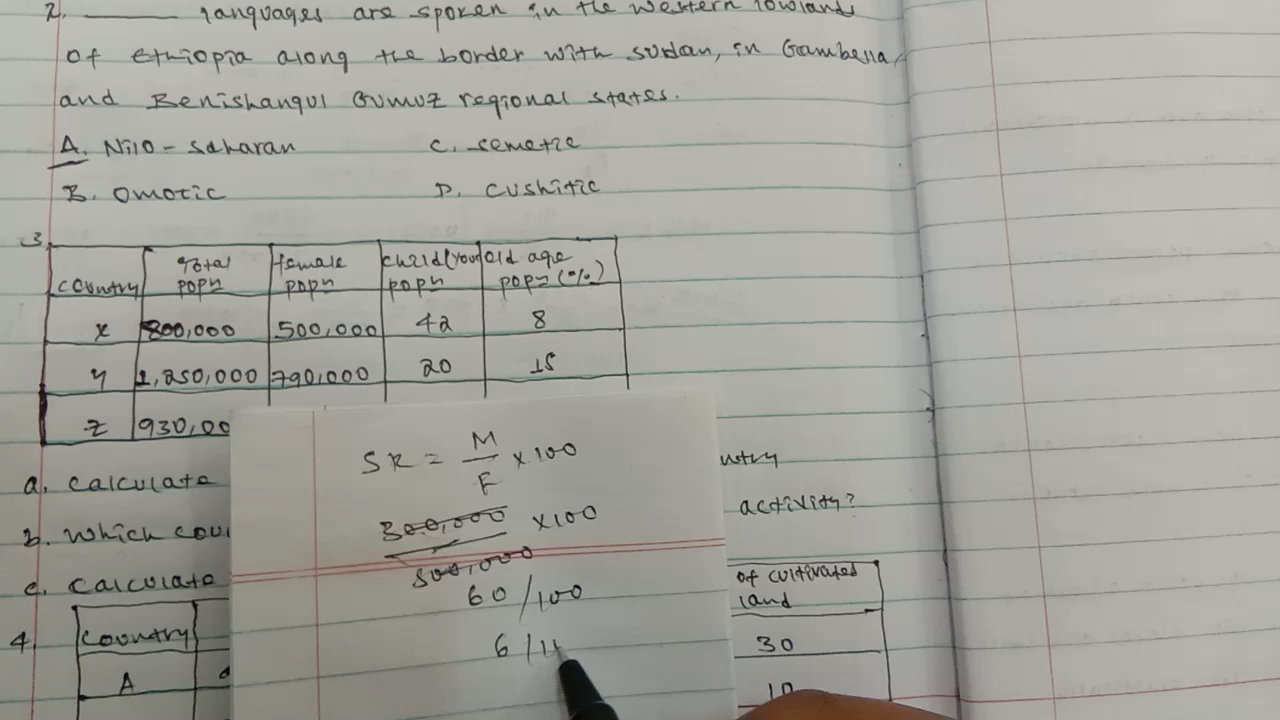 2. languages are spoken in the western lowlands
of Ethiopia along the border with sudan, in Gambella,
and Benishangul Gumuz regional states.
A. Nilo-saharan C. semetic
B. Omotic D. Cushitic
3.
country Total popn female popn child(you popn old age popn(%)
x 800,000 500,000 42 8
y 1,250,000 790,000 20 15
z 930,00
SR = M/F x 100
a. calculate untry
300,000/500,000 x100
b. which cou activity?
60/100
c. calculate
6/1
4. country of cultivated land
A 30
10